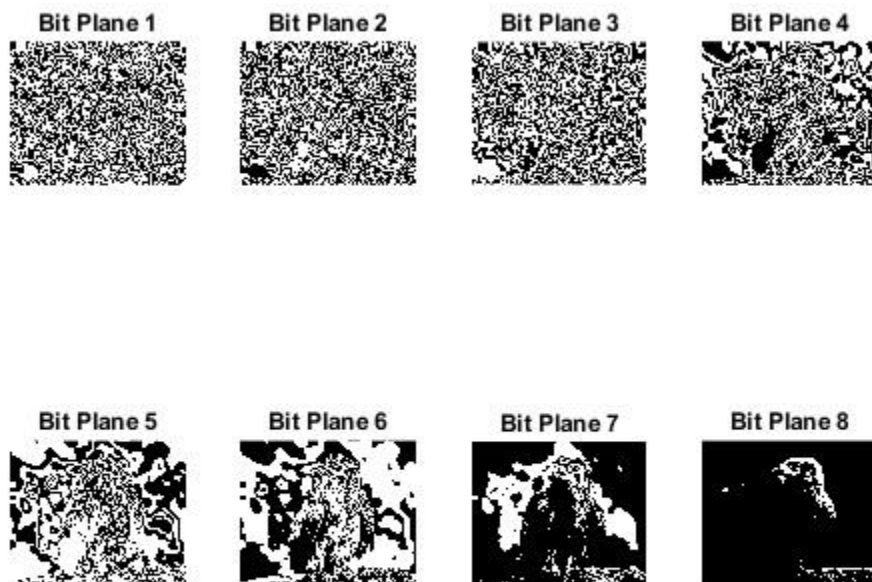 Bit Plane 1
Bit Plane 2
Bit Plane 3
Bit Plane 4
Bit Plane 5
Bit Plane 6
Bit Plane 7
Bit Plane 8